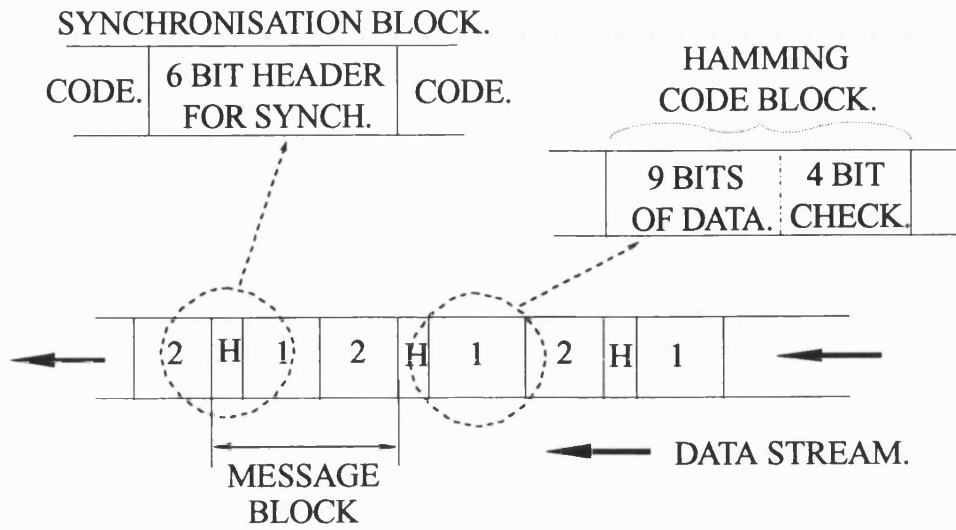 SYNCHRONISATION BLOCK.
CODE.
6 BIT HEADER
FOR SYNCH.
CODE.
HAMMING
CODE BLOCK.
9 BITS
OF DATA.
4 BIT
CHECK.
2 H 1 2 H 1 2 H 1
MESSAGE
BLOCK
DATA STREAM.